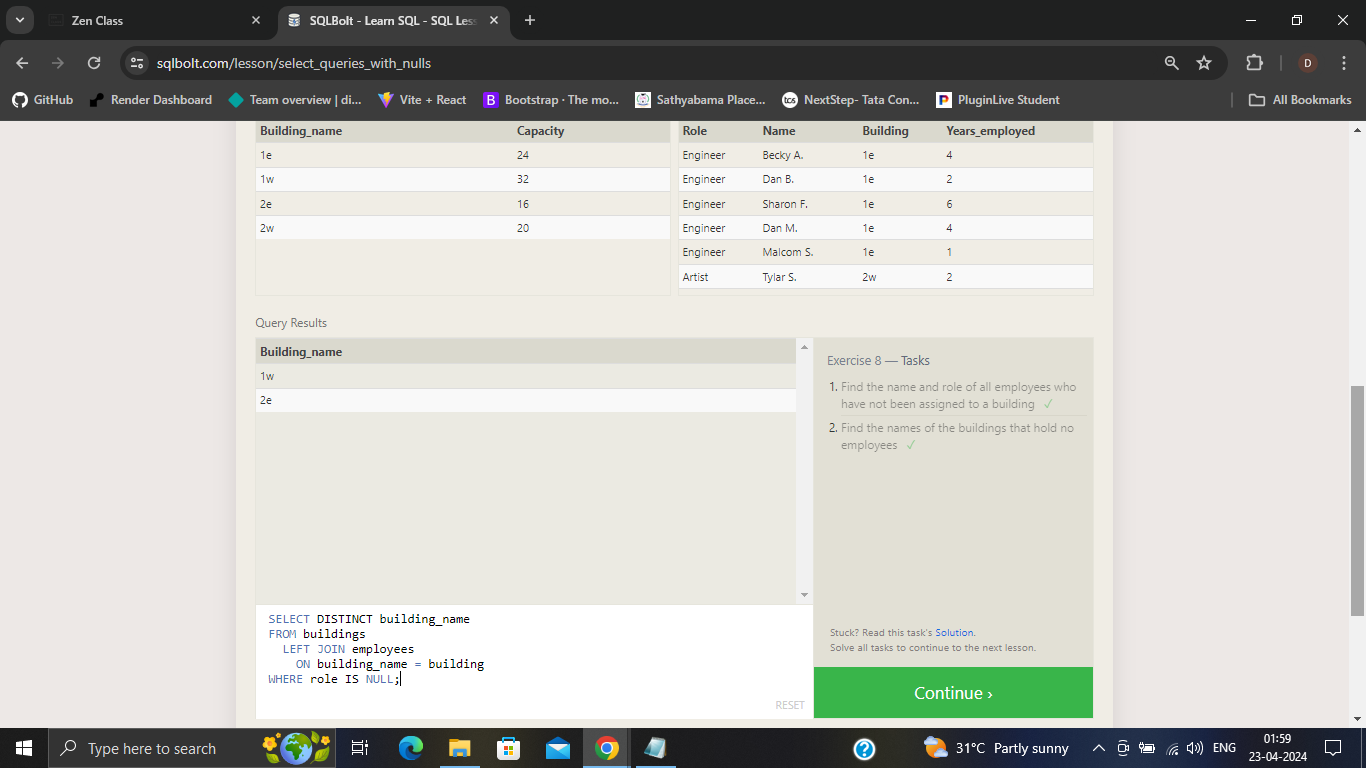 Zen Class
SQLBolt - Learn SQL - SQL Les
sqlbolt.com/lesson/select_queries_with_nulls
D
GitHub
Render Dashboard
Team overview | di...
Vite + React
B Bootstrap · The mo...
Sathyabama Place...
tcs NextStep- Tata Con...
PluginLive Student
All Bookmarks
Building_name Capacity
1e 24
1w 32
2e 16
2w 20
Role Name Building Years_employed
Engineer Becky A. 1e 4
Engineer Dan B. 1e 2
Engineer Sharon F. 1e 6
Engineer Dan M. 1e 4
Engineer Malcom S. 1e 1
Artist Tylar S. 2w 2
Query Results
Building_name
1w
2e
Exercise 8 — Tasks
1. Find the name and role of all employees who
have not been assigned to a building ✓
2. Find the names of the buildings that hold no
employees ✓
SELECT DISTINCT building_name
FROM buildings
LEFT JOIN employees
ON building_name = building
WHERE role IS NULL;
RESET
Stuck? Read this task's Solution.
Solve all tasks to continue to the next lesson.
Continue ›
Type here to search
31°C Partly sunny
ENG
01:59
23-04-2024